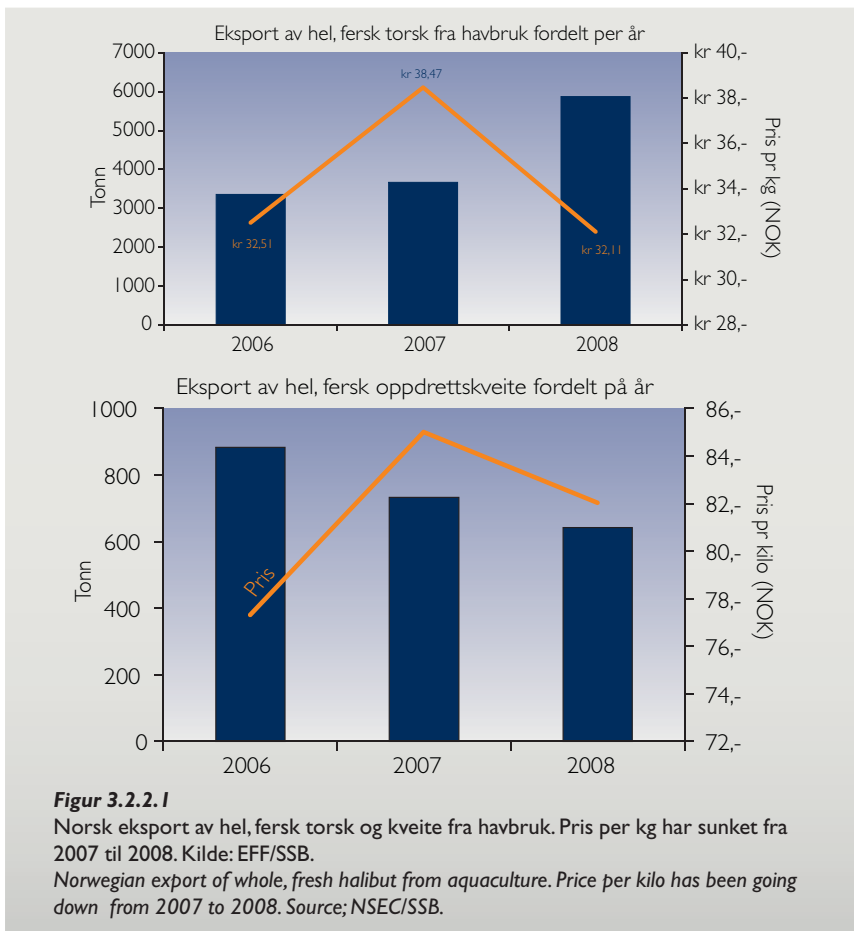 Eksport av hel, fersk torsk fra havbruk fordelt per år
7000
6000
5000
4000
3000
2000
1000
0
Tonn
kr 40,-
kr 38,-
kr 36,-
kr 34,-
kr 32,-
kr 30,-
kr 28,-
Pris pr kg (NOK)
kr 38,47
kr 32,51
kr 32,11
2006 2007 2008
Eksport av hel, fersk oppdrettskveite fordelt på år
1000
800
600
400
200
0
Tonn
86,-
84,-
82,-
80,-
78,-
76,-
74,-
72,-
Pris pr kilo (NOK)
Pris
2006 2007 2008
Figur 3.2.2.1
Norsk eksport av hel, fersk torsk og kveite fra havbruk. Pris per kg har sunket fra
2007 til 2008. Kilde: EFF/SSB.
Norwegian export of whole, fresh halibut from aquaculture. Price per kilo has been going
down from 2007 to 2008. Source; NSEC/SSB.